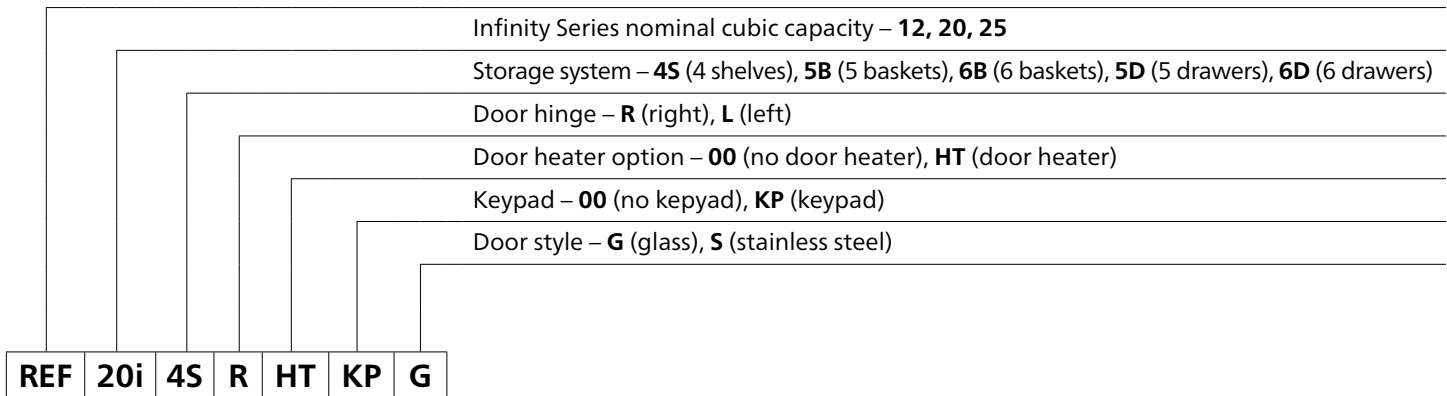 Infinity Series nominal cubic capacity – 12, 20, 25
Storage system – 4S (4 shelves), 5B (5 baskets), 6B (6 baskets), 5D (5 drawers), 6D (6 drawers)
Door hinge – R (right), L (left)
Door heater option – 00 (no door heater), HT (door heater)
Keypad – 00 (no kepyad), KP (keypad)
Door style – G (glass), S (stainless steel)
REF 20i 4S R HT KP G